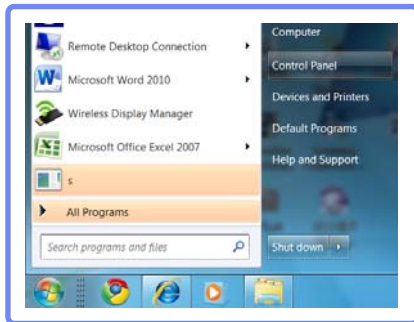 Remote Desktop Connection
Microsoft Word 2010
Wireless Display Manager
Microsoft Office Excel 2007
s
All Programs
Search programs and files
Computer
Control Panel
Devices and Printers
Default Programs
Help and Support
Shut down